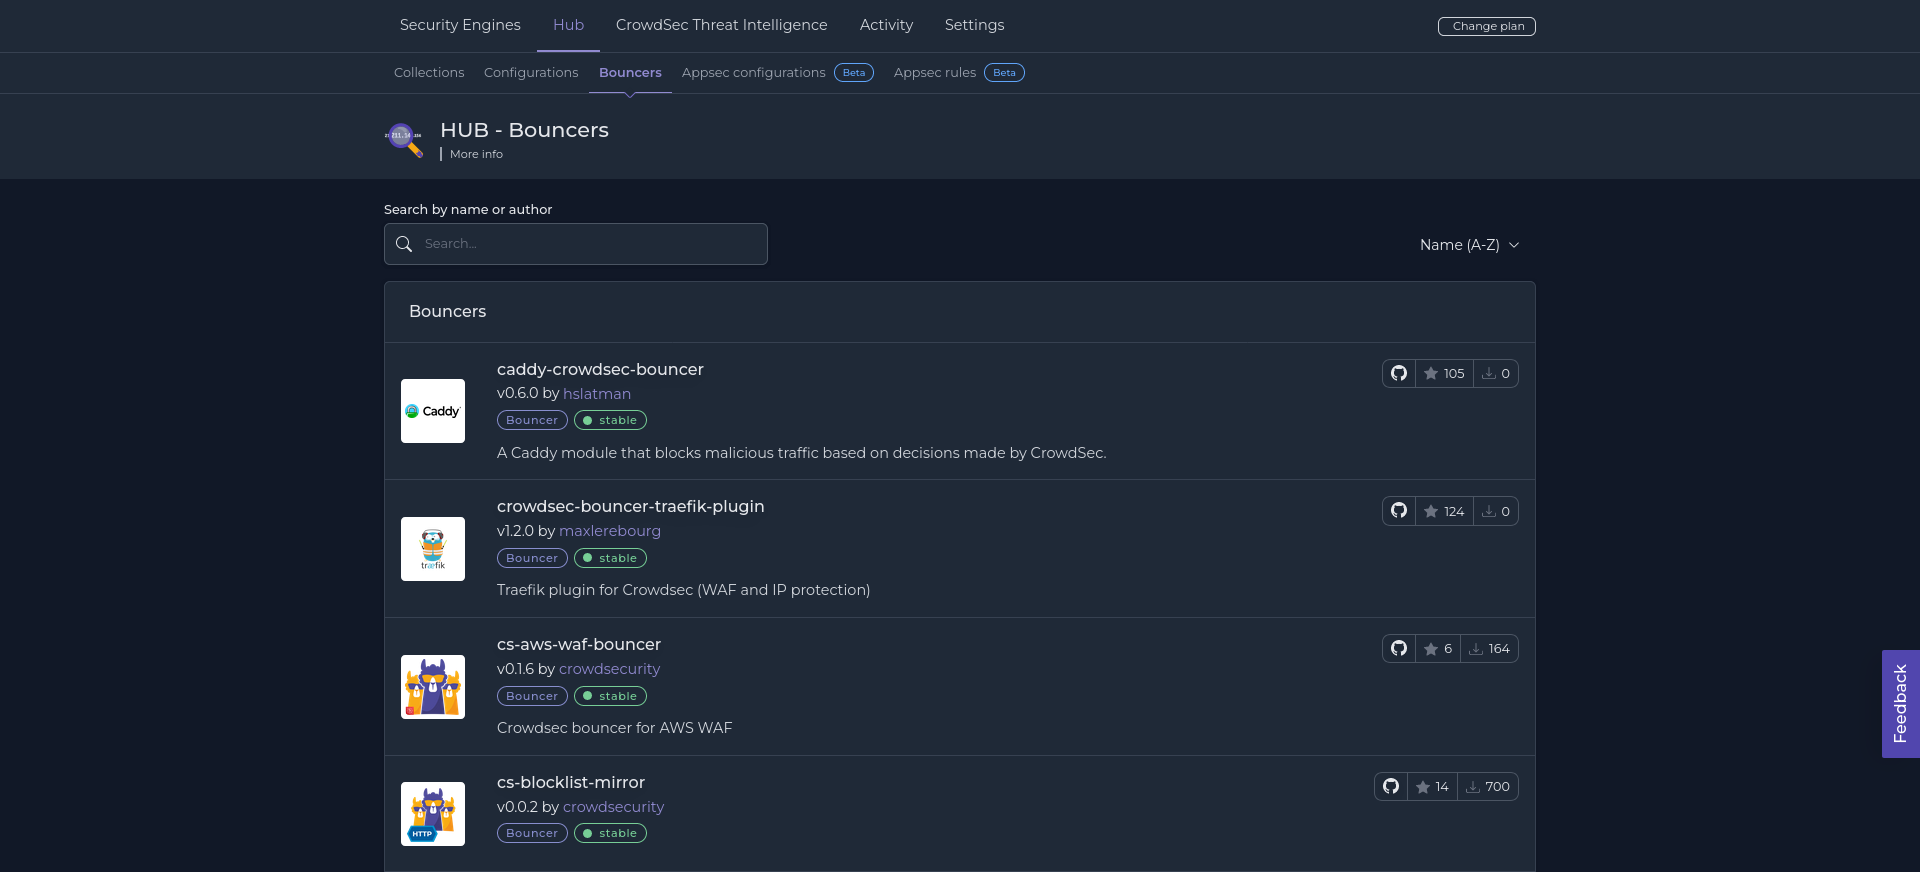 Security Engines Hub CrowdSec Threat Intelligence Activity Settings Change plan
Collections Configurations Bouncers Appsec configurations Beta Appsec rules Beta
HUB - Bouncers
More info
Search by name or author
Search...
Name (A-Z)
Bouncers
caddy-crowdsec-bouncer
105 0
v0.6.0 by hslatman
Caddy
Bouncer stable
A Caddy module that blocks malicious traffic based on decisions made by CrowdSec.
crowdsec-bouncer-traefik-plugin
124 0
v1.2.0 by maxlerebourg
træfik
Bouncer stable
Traefik plugin for Crowdsec (WAF and IP protection)
cs-aws-waf-bouncer
6 164
v0.1.6 by crowdsecurity
Bouncer stable
Crowdsec bouncer for AWS WAF
Feedback
cs-blocklist-mirror
14 700
v0.0.2 by crowdsecurity
HTTP
Bouncer stable